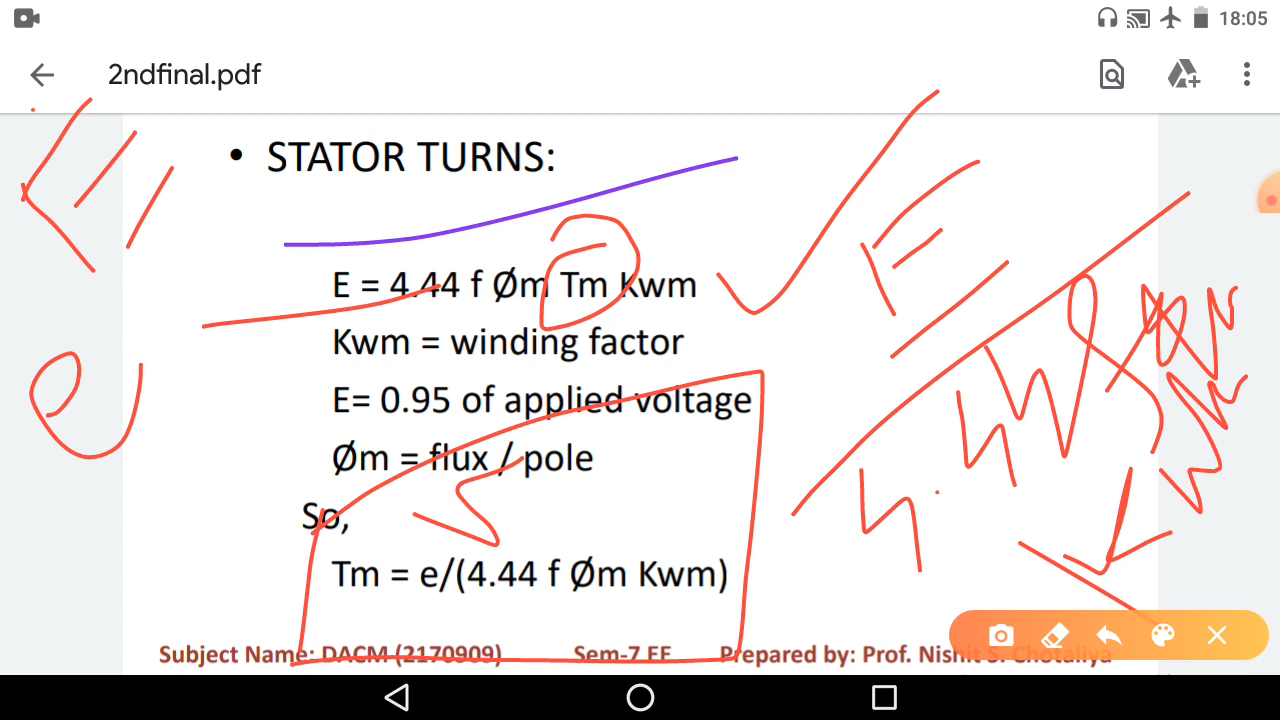 18:05
2ndfinal.pdf
• STATOR TURNS:
E = 4.44 f Øm Tm Kwm
Kwm = winding factor
E= 0.95 of applied voltage
Øm = flux / pole
So,
Tm = e/(4.44 f Øm Kwm)
Subject Name: DACM (2170909) Sem-7 EE Prepared by: Prof. Nishit S. Chotaliya
E
e
E
4.44